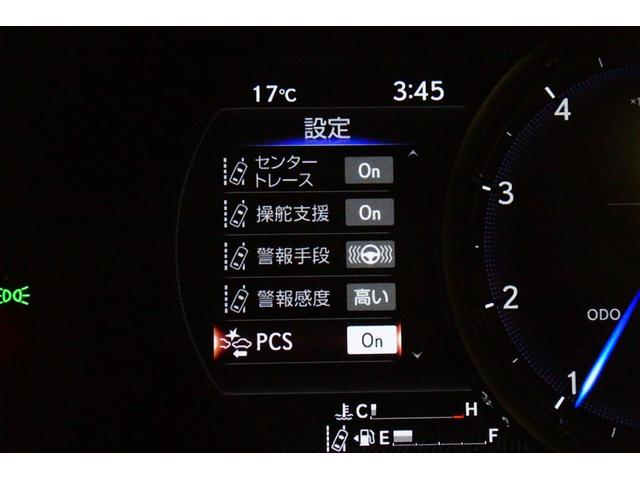 17℃
3:45
設定
センター
トレース
On
操舵支援
On
警報手段
警報感度
高い
PCS
On
C
H
E
F
4
3
2
1
ODO